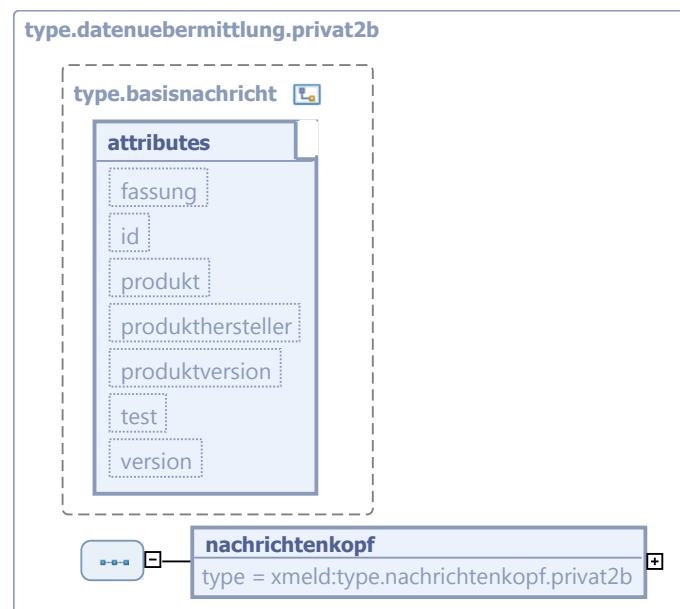 type.datenuebermittlung.privat2b
type.basisnachricht
attributes
fassung
id
produkt
produkthersteller
produktversion
test
version
nachrichtenkopf
type = xmeld:type.nachrichtenkopf.privat2b